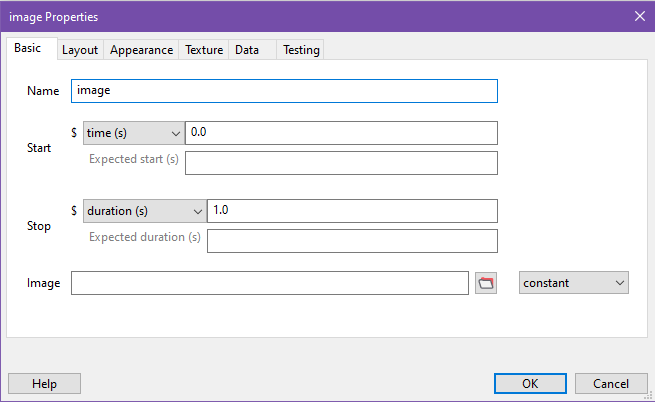 image Properties
Basic Layout Appearance Texture Data Testing
Name image
Start $ time (s) 0.0
Expected start (s)
Stop $ duration (s) 1.0
Expected duration (s)
Image constant
Help OK Cancel